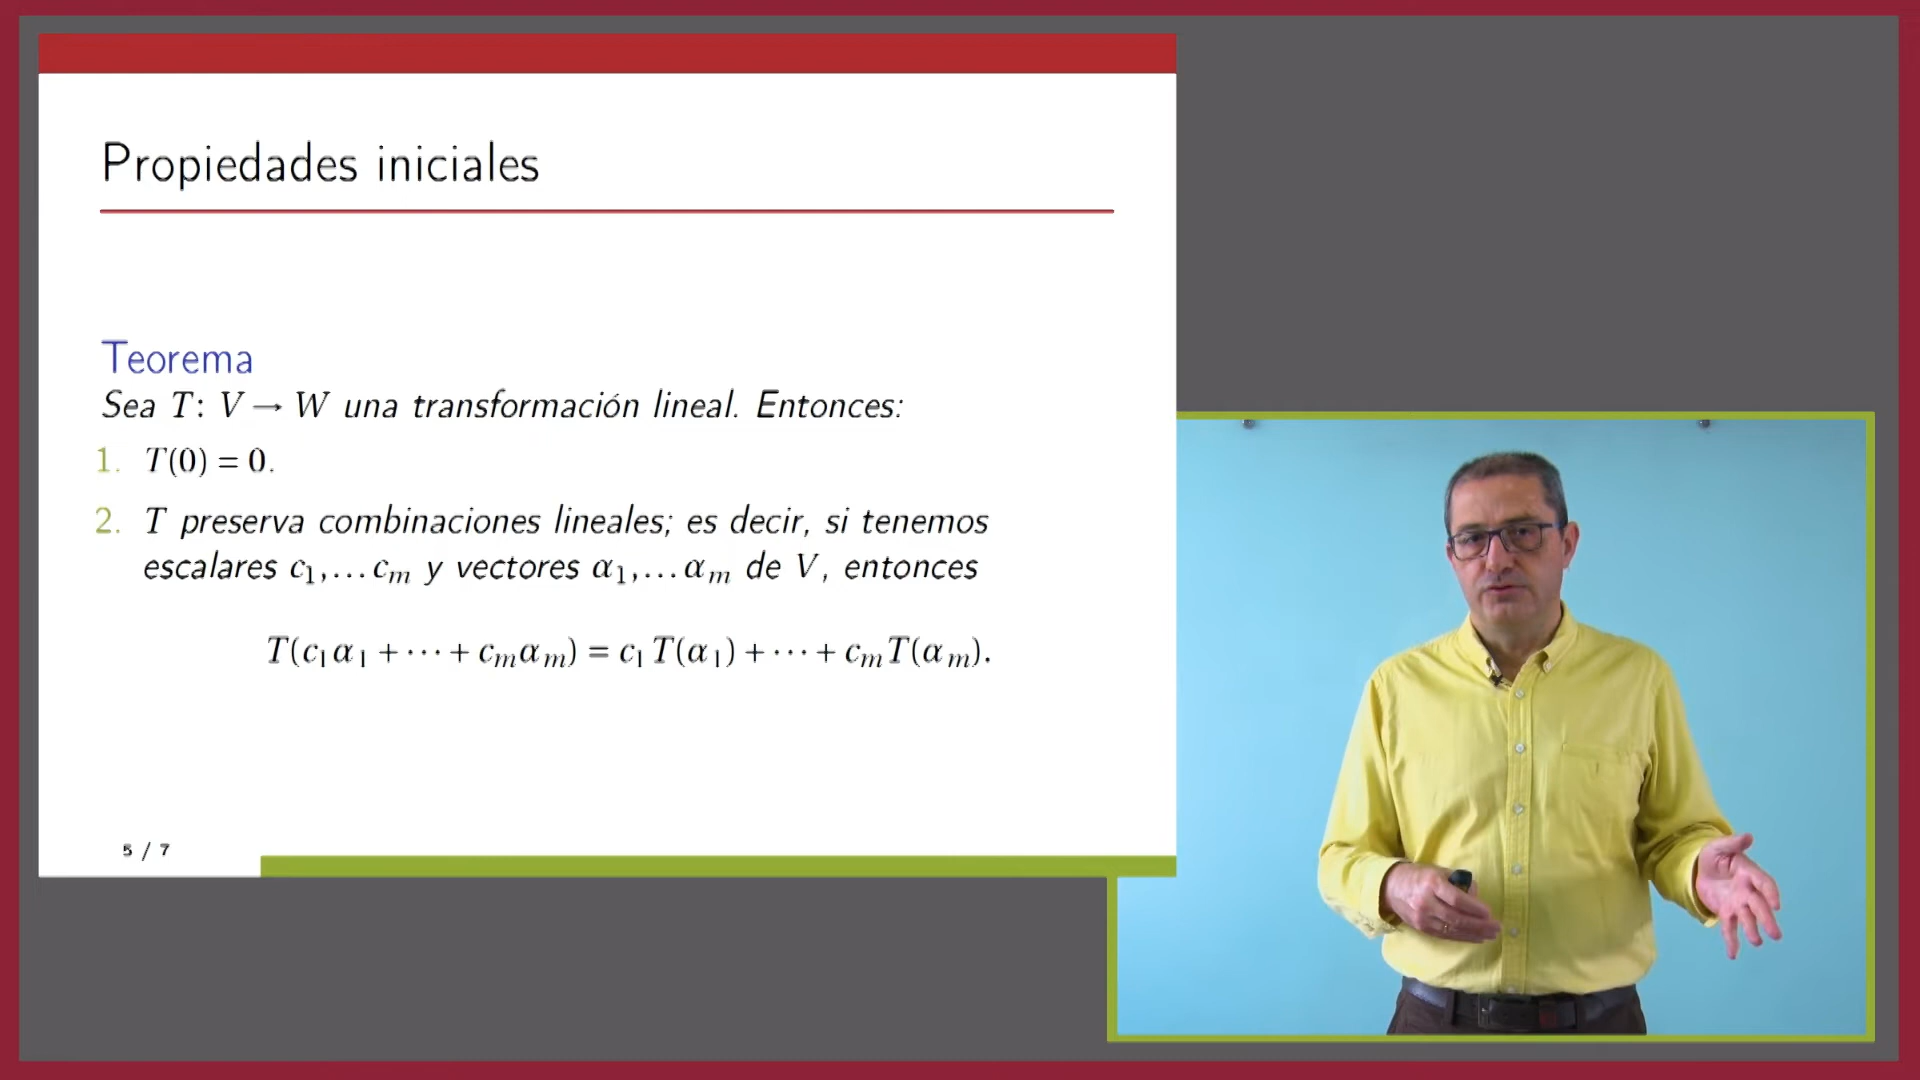 Propiedades iniciales
Teorema
Sea T: V → W una transformación lineal. Entonces:
1. T(0) = 0.
2. T preserva combinaciones lineales; es decir, si tenemos
escalares c₁,…cₘ y vectores α₁,…αₘ de V, entonces
T(c₁α₁ + ⋯ + cₘαₘ) = c₁T(α₁) + ⋯ + cₘT(αₘ).
5 / 7